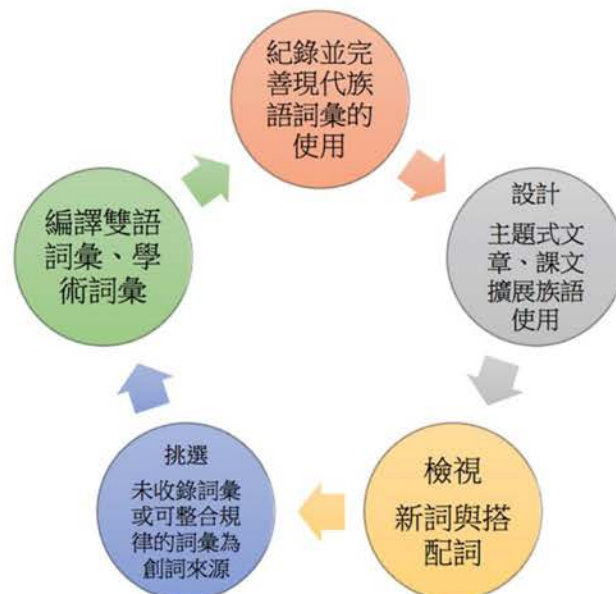 紀錄並完
善現代族
語詞彙的
使用
設計
主題式文
章、課文
擴展族語
使用
檢視
新詞與搭
配詞
挑選
未收錄詞彙
或可整合規
律的詞彙為
創詞來源
編譯雙語
詞彙、學
術詞彙